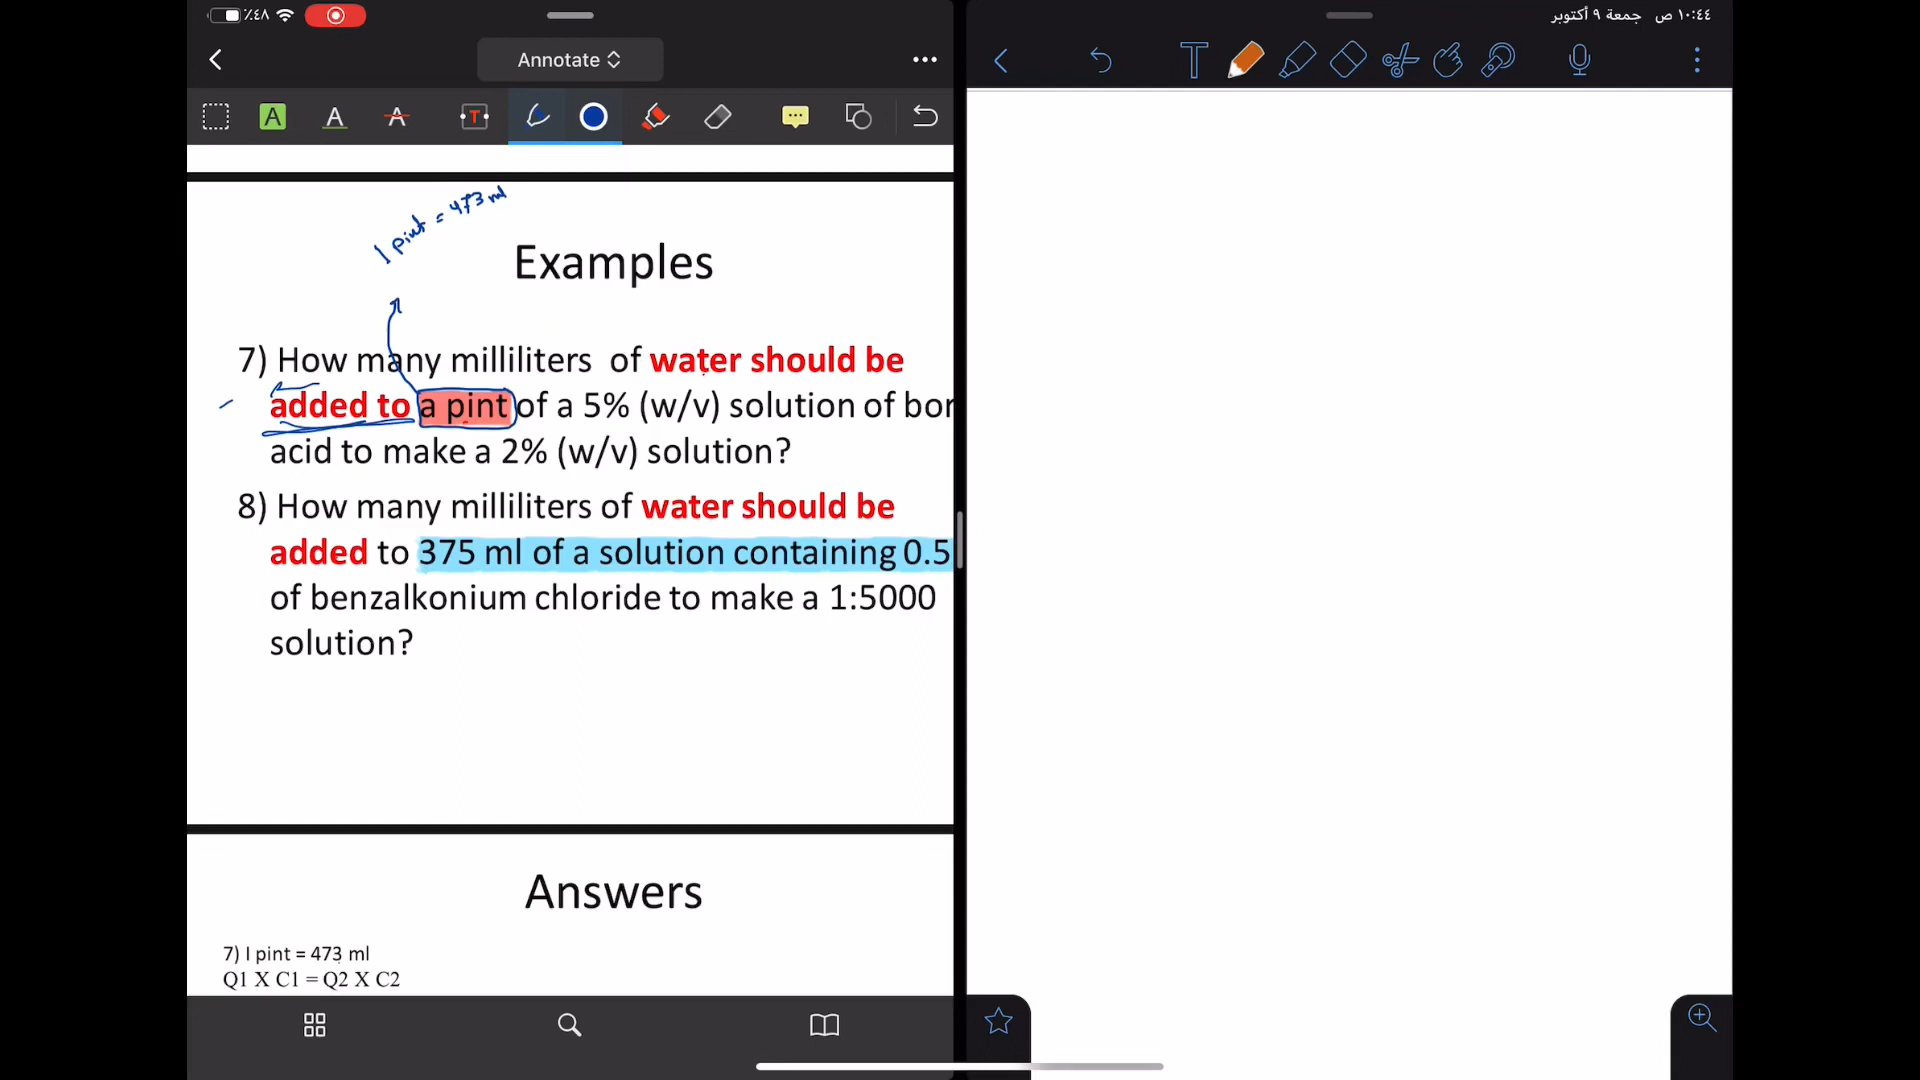 ٪٤٨
١٠:٤٤ ص جمعة ٩ أكتوبر
Annotate
A A A T
T
1 pint = 473 ml
Examples
7) How many milliliters of water should be
added to a pint of a 5% (w/v) solution of bor
acid to make a 2% (w/v) solution?
8) How many milliliters of water should be
added to 375 ml of a solution containing 0.5
of benzalkonium chloride to make a 1:5000
solution?
Answers
7) I pint = 473 ml
Q1 X C1 = Q2 X C2